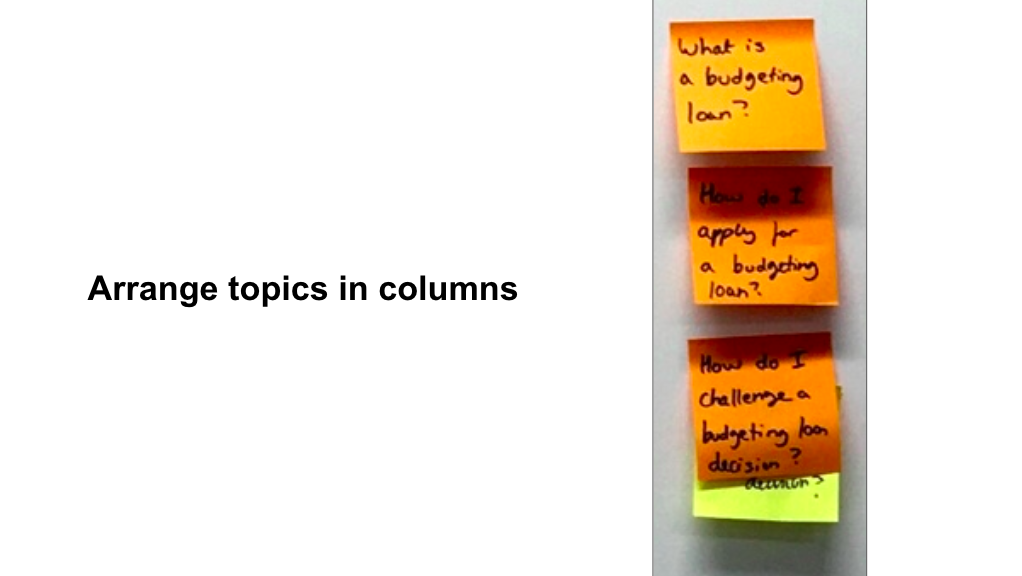 Arrange topics in columns
What is
a budgeting
loan?
How do I
apply for
a budgeting
loan?
How do I
challenge a
budgeting loan
decision?
decision?